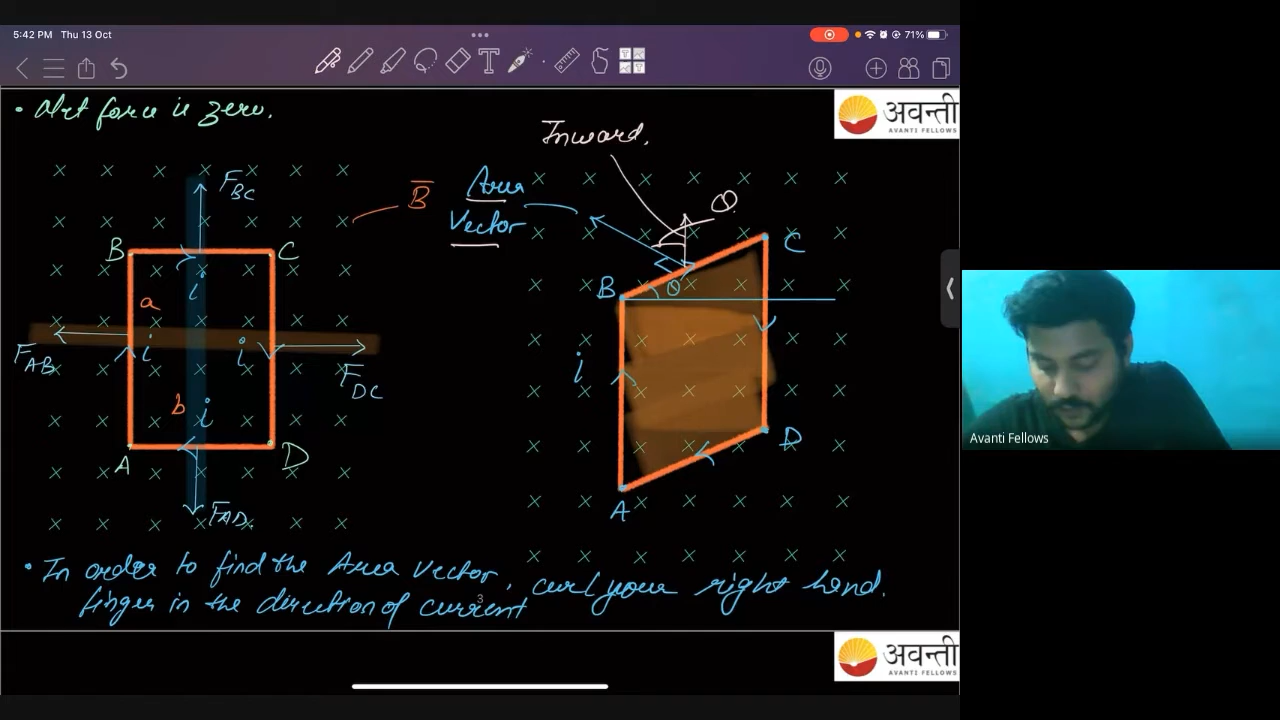 5:42 PM Thu 13 Oct
71%
• Net force is zero.
अवन्ती
AVANTI FELLOWS
Inward.
F_BC
B̅
Area
Vector
θ
B
C
i
a
F_AB
i
i
F_DC
b
i
A
D
F_AD
B
θ
C
i
D
A
• In order to find the Area Vector, curl your right hand.
finger in the direction of current
3
अवन्ती
AVANTI FELLOWS
Avanti Fellows